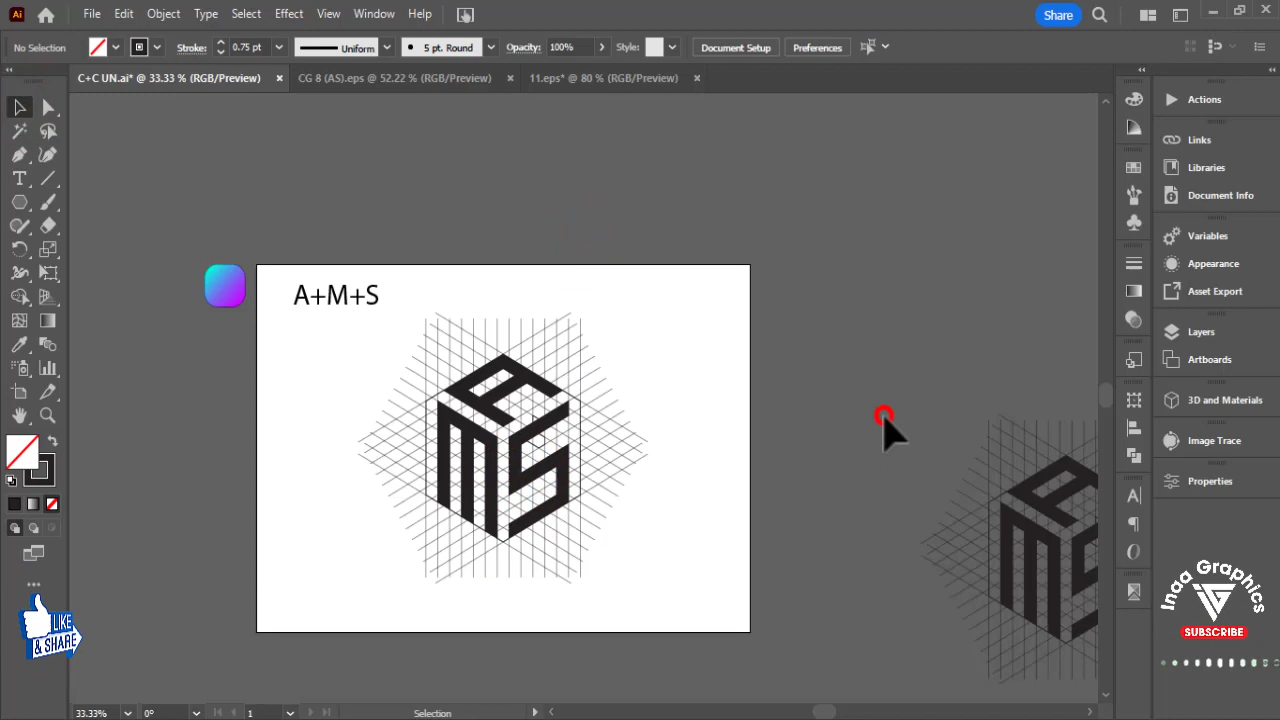 Ai File Edit Object Type Select Effect View Window Help Share
No Selection Stroke: 0.75 pt Uniform 5 pt. Round Opacity: 100% Style: Document Setup Preferences
C+C UN.ai* @ 33.33 % (RGB/Preview) × CG 8 (AS).eps @ 52.22 % (RGB/Preview) × 11.eps* @ 80 % (RGB/Preview) ×
Actions
Links
Libraries
Document Info
Variables
Appearance
Asset Export
Layers
Artboards
3D and Materials
Image Trace
Properties
A+M+S
A
MS
A
MS
LIKE
& SHARE
Inaa Graphics
SUBSCRIBE
33.33% 0° 1 Selection